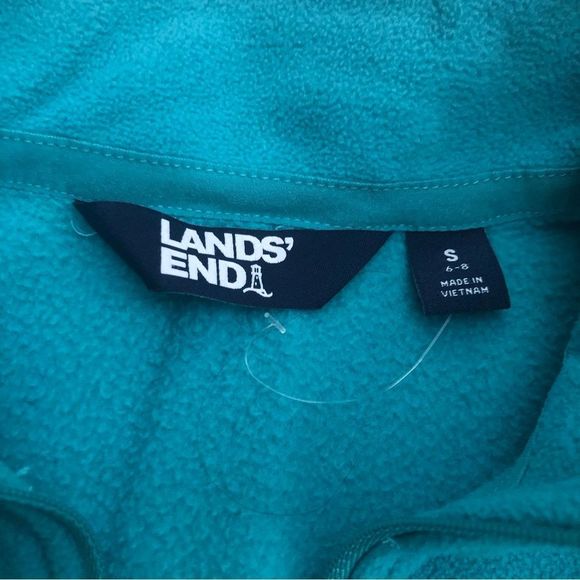 LANDS'
END
S
6-8
MADE IN
VIETNAM